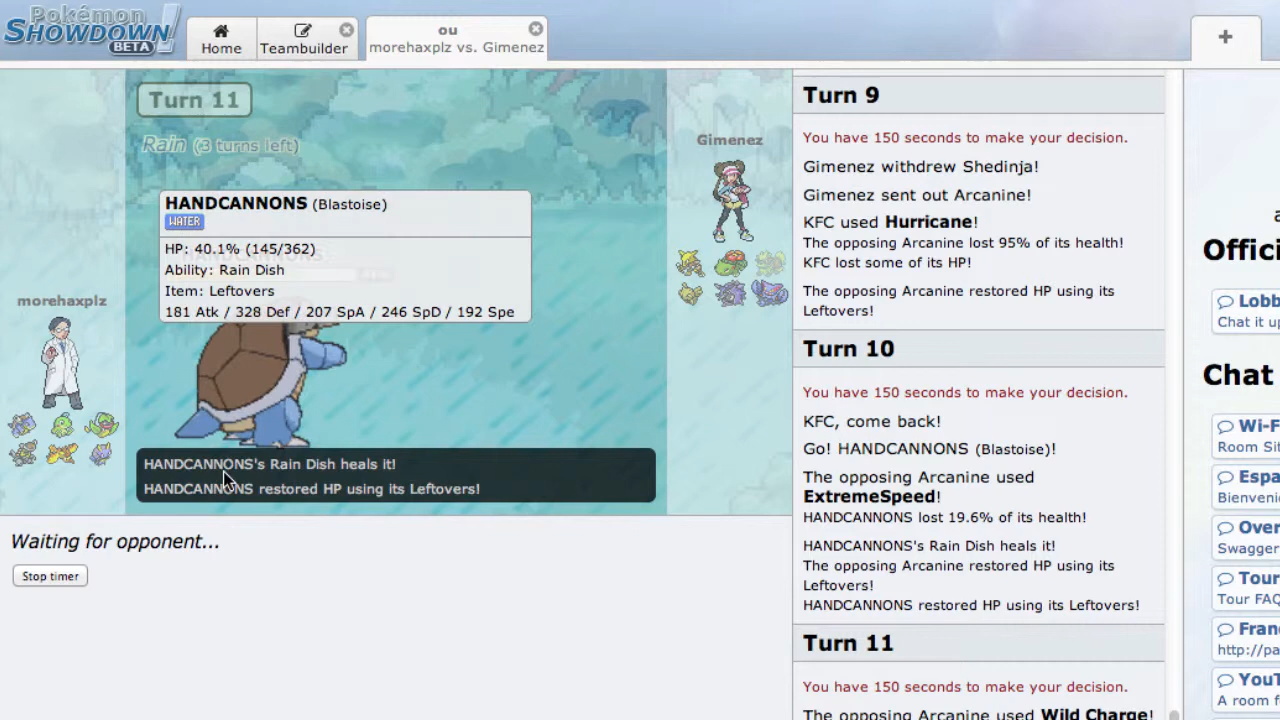 Pokémon
SHOWDOWN!
BETA
Home
Teambuilder
ou
morehaxplz vs. Gimenez
+
Turn 11
Rain (3 turns left)
HANDCANNONS (Blastoise)
WATER
HP: 40.1% (145/362)
Ability: Rain Dish
Item: Leftovers
181 Atk / 328 Def / 207 SpA / 246 SpD / 192 Spe
HANDCANNONS
morehaxplz
Gimenez
HANDCANNONS's Rain Dish heals it!
HANDCANNONS restored HP using its Leftovers!
Waiting for opponent...
Stop timer
Turn 9
You have 150 seconds to make your decision.
Gimenez withdrew Shedinja!
Gimenez sent out Arcanine!
KFC used Hurricane!
The opposing Arcanine lost 95% of its health!
KFC lost some of its HP!
The opposing Arcanine restored HP using its
Leftovers!
Turn 10
You have 150 seconds to make your decision.
KFC, come back!
Go! HANDCANNONS (Blastoise)!
The opposing Arcanine used
ExtremeSpeed!
HANDCANNONS lost 19.6% of its health!
HANDCANNONS's Rain Dish heals it!
The opposing Arcanine restored HP using its
Leftovers!
HANDCANNONS restored HP using its Leftovers!
Turn 11
You have 150 seconds to make your decision.
The opposing Arcanine used Wild Charge!
a
Offici
Lobb
Chat it u
Chat
Wi-F
Room Sit
Espa
Bienveni
Over
Swagger
Tour
Tour FAQ
Fran
http://pa
YouT
A room f